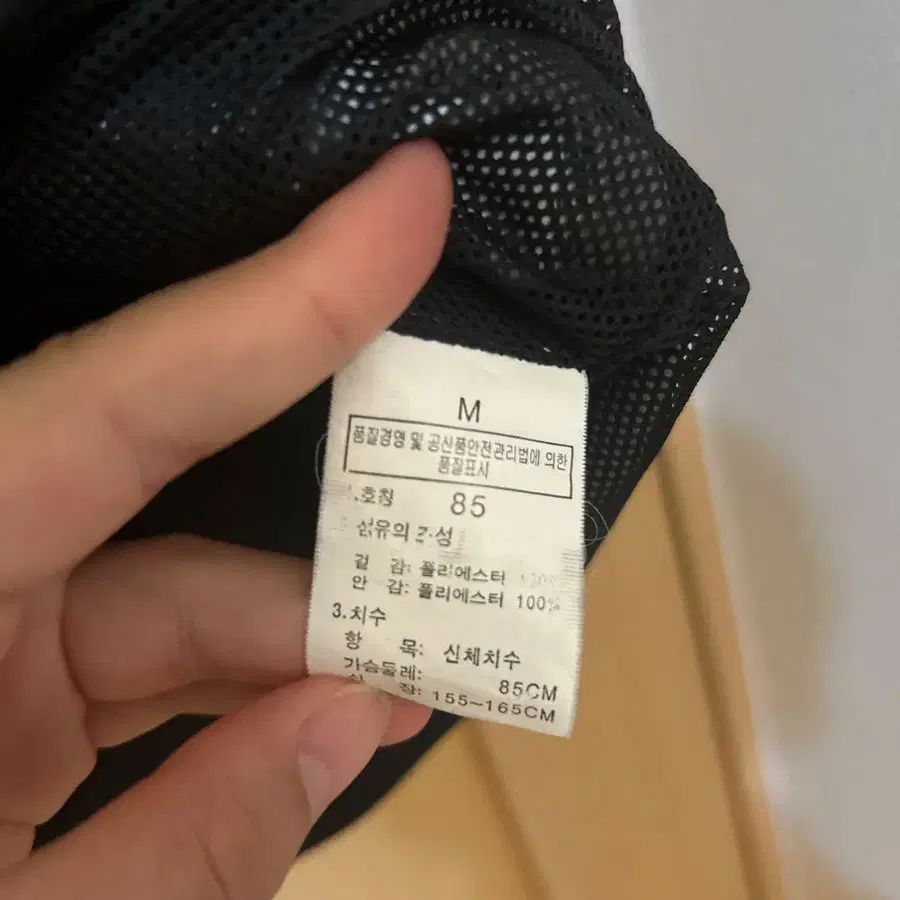 M
품질경영 및 공산품안전관리법에 의한
품질표시
호칭 85
섬유의
겉 감: 폴리에스터
안 감: 폴리에스터 100%
3.치수
항 목: 신체치수
가슴둘레: 85CM
장: 155~165CM